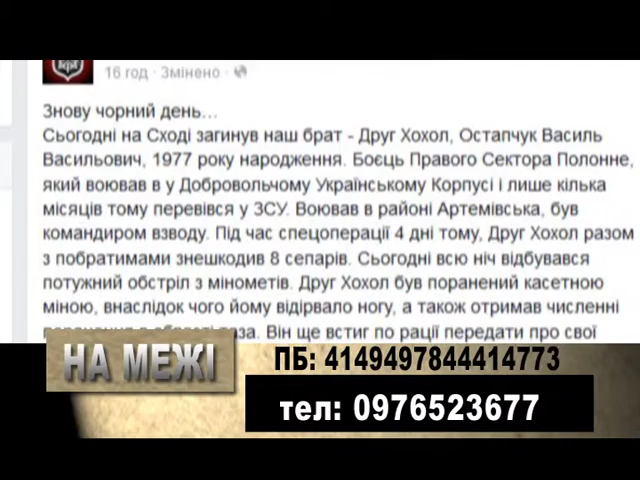 16 год · Змінено ·
Знову чорний день...
Сьогодні на Сході загинув наш брат - Друг Хохол, Остапчук Василь
Васильович, 1977 року народження. Боєць Правого Сектора Полонне,
який воював в у Добровольчому Українському Корпусі і лише кілька
місяців тому перевівся у ЗСУ. Воював в районі Артемівська, був
командиром взводу. Під час спецоперації 4 дні тому, Друг Хохол разом
з побратимами знешкодив 8 сепарів. Сьогодні всю ніч відбувався
потужний обстріл з мінометів. Друг Хохол був поранений касетною
міною, внаслідок чого йому відірвало ногу, а також отримав численні
таза. Він ще встиг по рації передати про свої
НА МЕЖІ
ПБ: 4149497844414773
тел: 0976523677